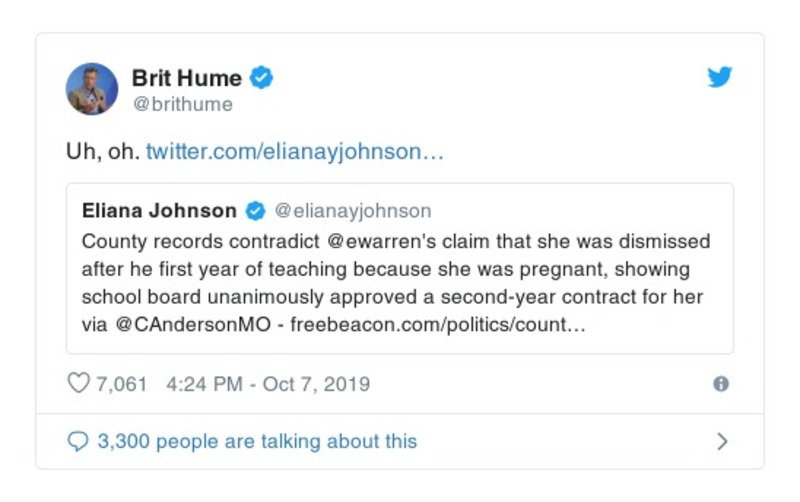 Brit Hume
@brithume
Uh, oh. twitter.com/elianayjohnson…
Eliana Johnson @elianayjohnson
County records contradict @ewarren's claim that she was dismissed
after he first year of teaching because she was pregnant, showing
school board unanimously approved a second-year contract for her
via @CAndersonMO - freebeacon.com/politics/count…
7,061 4:24 PM - Oct 7, 2019
3,300 people are talking about this